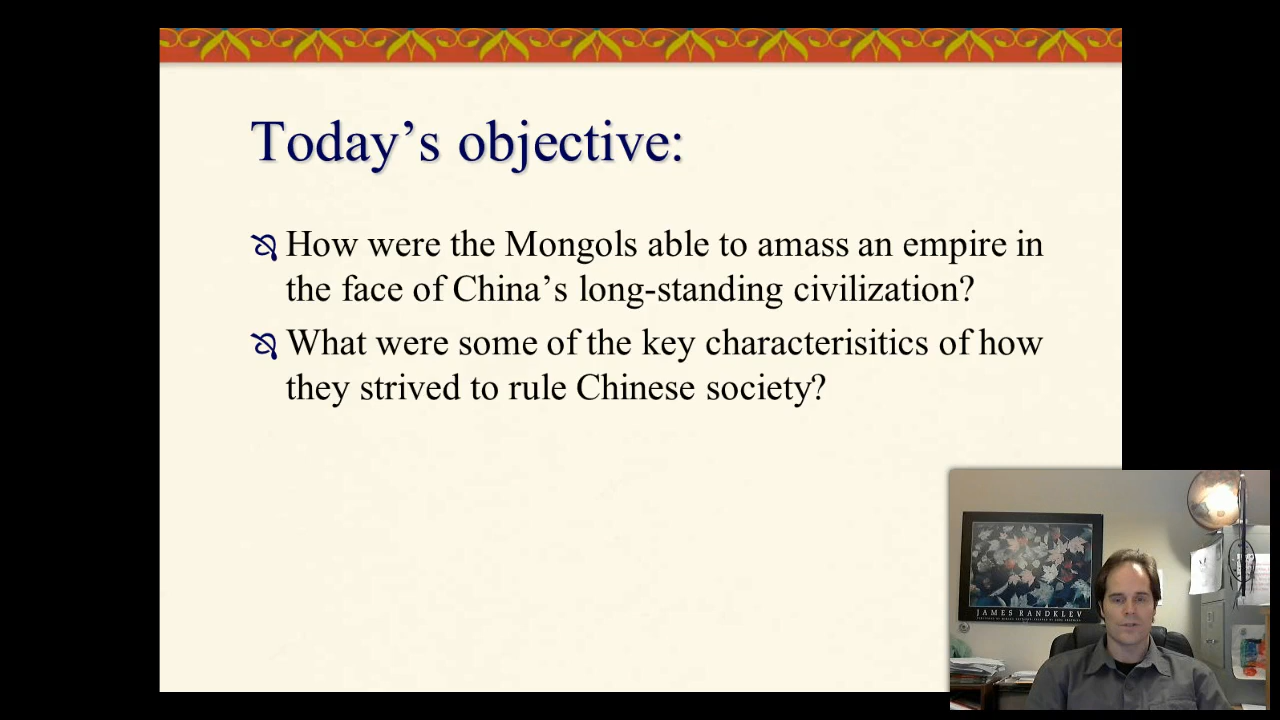 Today’s objective:
How were the Mongols able to amass an empire in
the face of China’s long-standing civilization?
What were some of the key characterisitics of how
they strived to rule Chinese society?
JAMES RANDKLEV